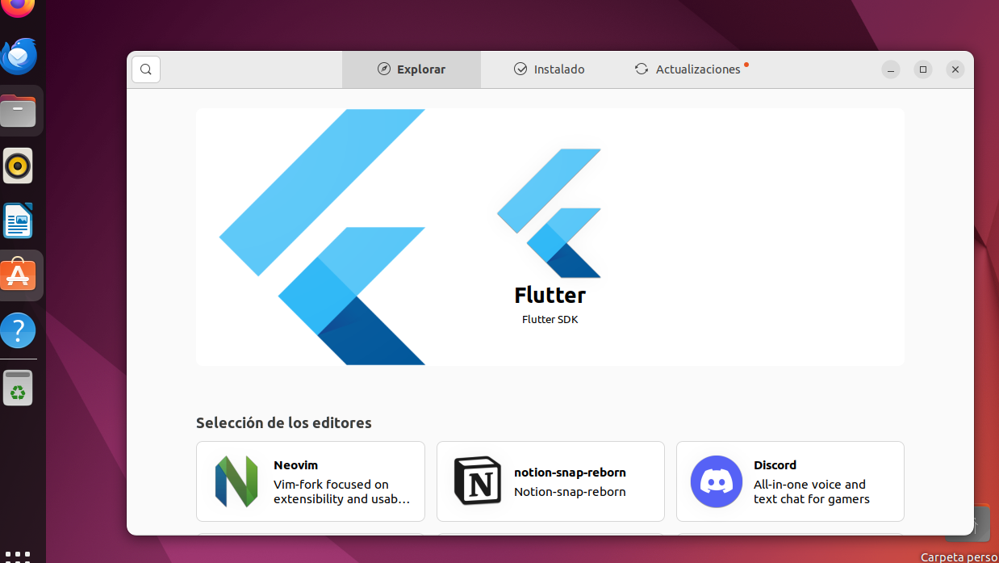 Explorar
Instalado
Actualizaciones
Flutter
Flutter SDK
Selección de los editores
Neovim
Vim-fork focused on
extensibility and usab…
notion-snap-reborn
Notion-snap-reborn
Discord
All-in-one voice and
text chat for gamers
Carpeta perso